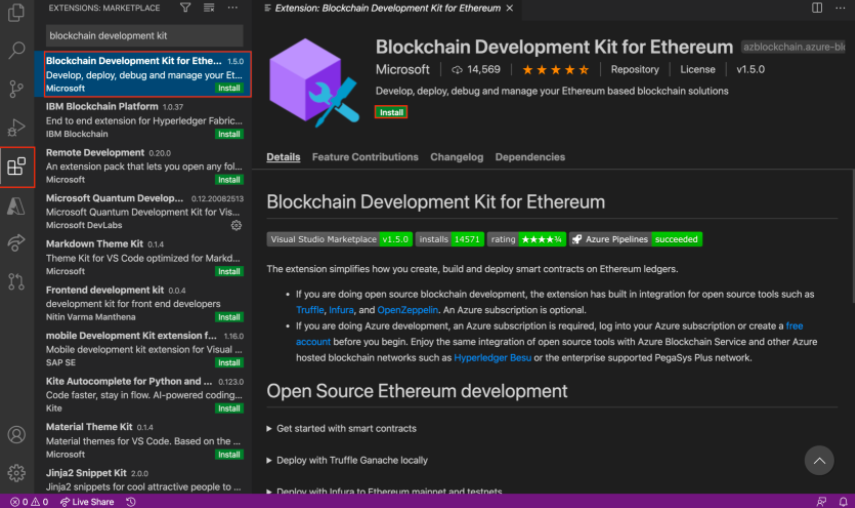 EXTENSIONS: MARKETPLACE
blockchain development kit
Blockchain Development Kit for Ethe... 1.5.0
Develop, deploy, debug and manage your Et...
Microsoft
Install
IBM Blockchain Platform 1.0.37
End to end extension for Hyperledger Fabric...
IBM Blockchain
Install
Remote Development 0.20.0
An extension pack that lets you open any fol...
Microsoft
Install
Microsoft Quantum Develop... 0.12.20082513
Microsoft Quantum Development Kit for Vis...
Microsoft DevLabs
Markdown Theme Kit 0.1.4
Theme Kit for VS Code optimized for Markd...
Microsoft
Install
Frontend development kit 0.0.4
development kit for front end developers
Nitin Varma Manthena
Install
mobile Development Kit extension f... 1.16.0
Mobile development kit extension for Visual ...
SAP SE
Install
Kite Autocomplete for Python and ... 0.123.0
Code faster, stay in flow. AI-powered coding...
Kite
Install
Material Theme Kit 0.1.4
Material themes for VS Code. Based on the ...
Microsoft
Install
Jinja2 Snippet Kit 2.0.0
Jinja2 snippets for cool attractive people to ...
Extension: Blockchain Development Kit for Ethereum
Blockchain Development Kit for Ethereum azblockchain.azure-bl
Microsoft 14,569 Repository License v1.5.0
Develop, deploy, debug and manage your Ethereum based blockchain solutions
Install
Details Feature Contributions Changelog Dependencies
Blockchain Development Kit for Ethereum
Visual Studio Marketplace v1.5.0 installs 14571 rating ★★★★¾ Azure Pipelines succeeded
The extension simplifies how you create, build and deploy smart contracts on Ethereum ledgers.
• If you are doing open source blockchain development, the extension has built in integration for open source tools such as
Truffle, Infura, and OpenZeppelin. An Azure subscription is optional.
• If you are doing Azure development, an Azure subscription is required, log into your Azure subscription or create a free
account before you begin. Enjoy the same integration of open source tools with Azure Blockchain Service and other Azure
hosted blockchain networks such as Hyperledger Besu or the enterprise supported PegaSys Plus network.
Open Source Ethereum development
Get started with smart contracts
Deploy with Truffle Ganache locally
Deploy with Infura to Ethereum mainnet and testnets
0 0 Live Share